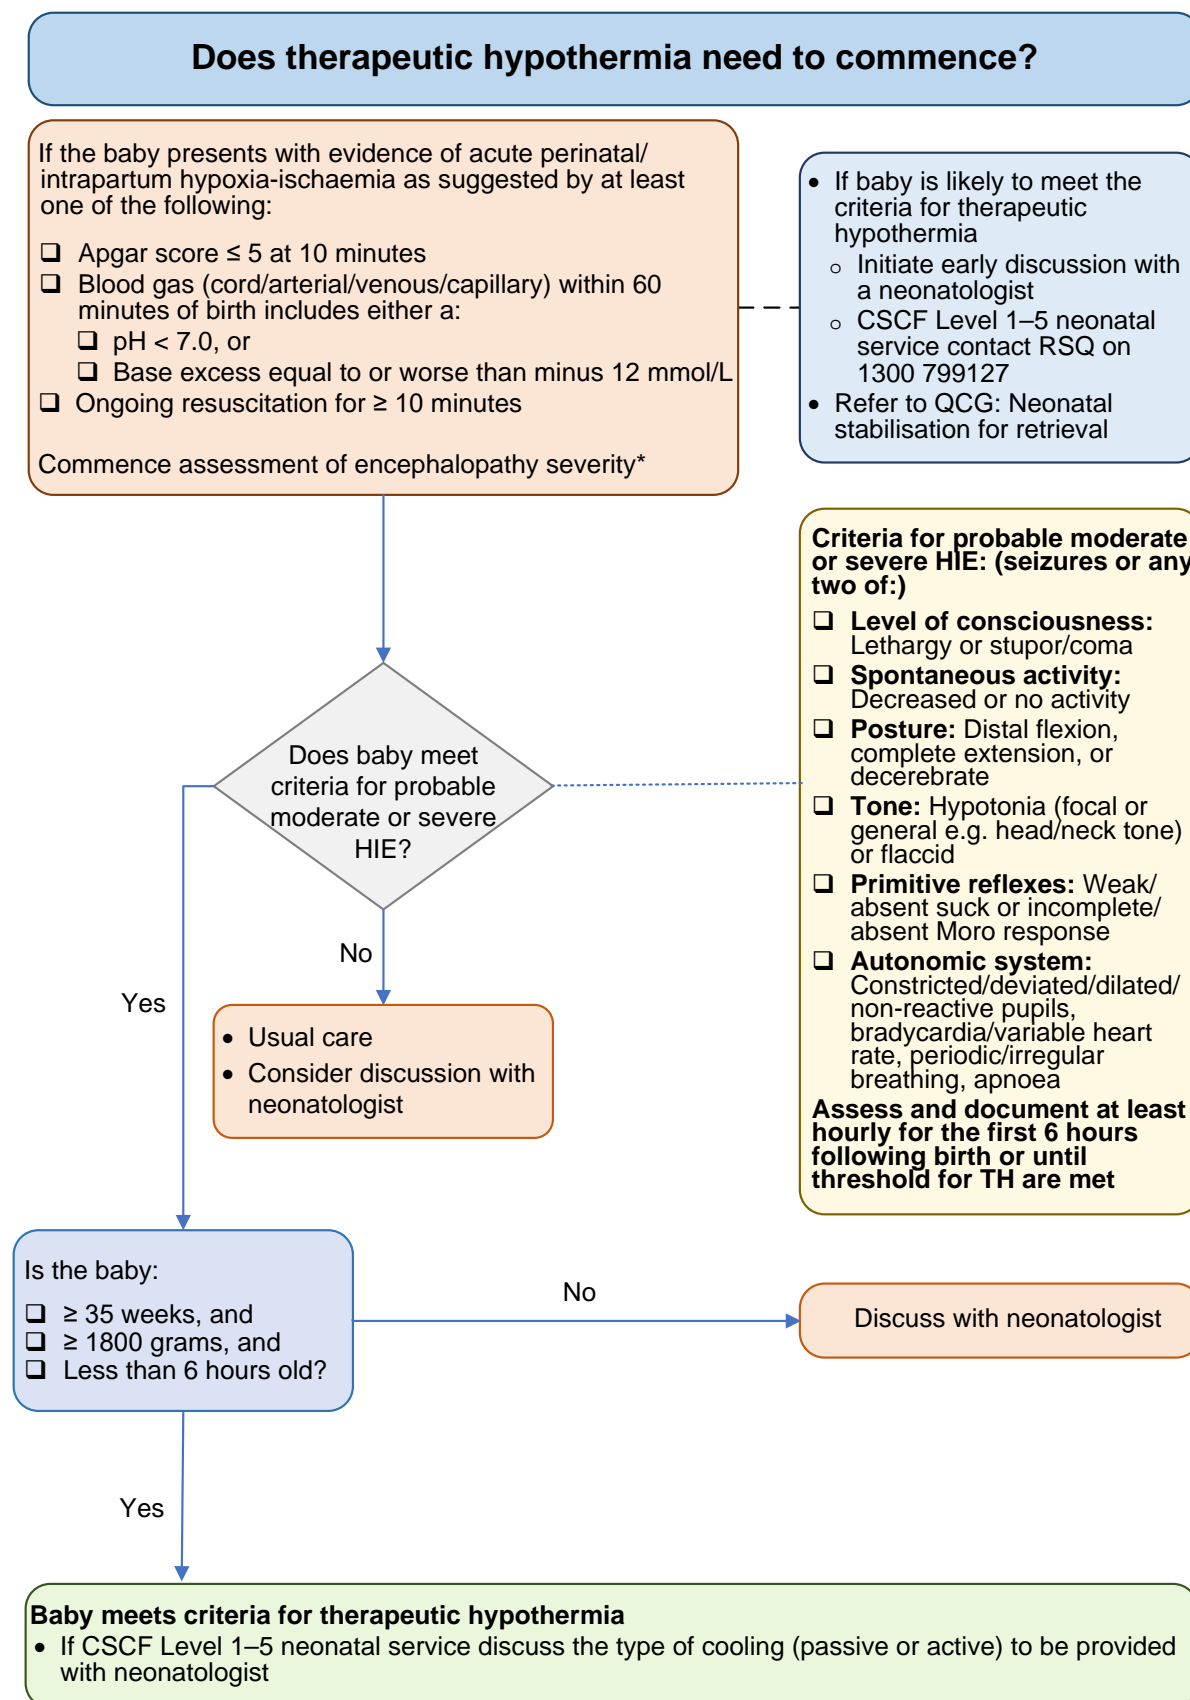 Does therapeutic hypothermia need to commence?
If the baby presents with evidence of acute perinatal/
intrapartum hypoxia-ischaemia as suggested by at least
one of the following:
❑ Apgar score ≤ 5 at 10 minutes
❑ Blood gas (cord/arterial/venous/capillary) within 60
minutes of birth includes either a:
❑ pH < 7.0, or
❑ Base excess equal to or worse than minus 12 mmol/L
❑ Ongoing resuscitation for ≥ 10 minutes
Commence assessment of encephalopathy severity*
• If baby is likely to meet the
criteria for therapeutic
hypothermia
o Initiate early discussion with
a neonatologist
o CSCF Level 1–5 neonatal
service contact RSQ on
1300 799127
• Refer to QCG: Neonatal
stabilisation for retrieval
Criteria for probable moderate
or severe HIE: (seizures or any
two of:)
❑ Level of consciousness:
Lethargy or stupor/coma
❑ Spontaneous activity:
Decreased or no activity
❑ Posture: Distal flexion,
complete extension, or
decerebrate
❑ Tone: Hypotonia (focal or
general e.g. head/neck tone)
or flaccid
❑ Primitive reflexes: Weak/
absent suck or incomplete/
absent Moro response
❑ Autonomic system:
Constricted/deviated/dilated/
non-reactive pupils,
bradycardia/variable heart
rate, periodic/irregular
breathing, apnoea
Assess and document at least
hourly for the first 6 hours
following birth or until
threshold for TH are met
Does baby meet
criteria for probable
moderate or severe
HIE?
No
Yes
• Usual care
• Consider discussion with
neonatologist
Is the baby:
❑ ≥ 35 weeks, and
❑ ≥ 1800 grams, and
❑ Less than 6 hours old?
No
Discuss with neonatologist
Yes
Baby meets criteria for therapeutic hypothermia
• If CSCF Level 1–5 neonatal service discuss the type of cooling (passive or active) to be provided
with neonatologist